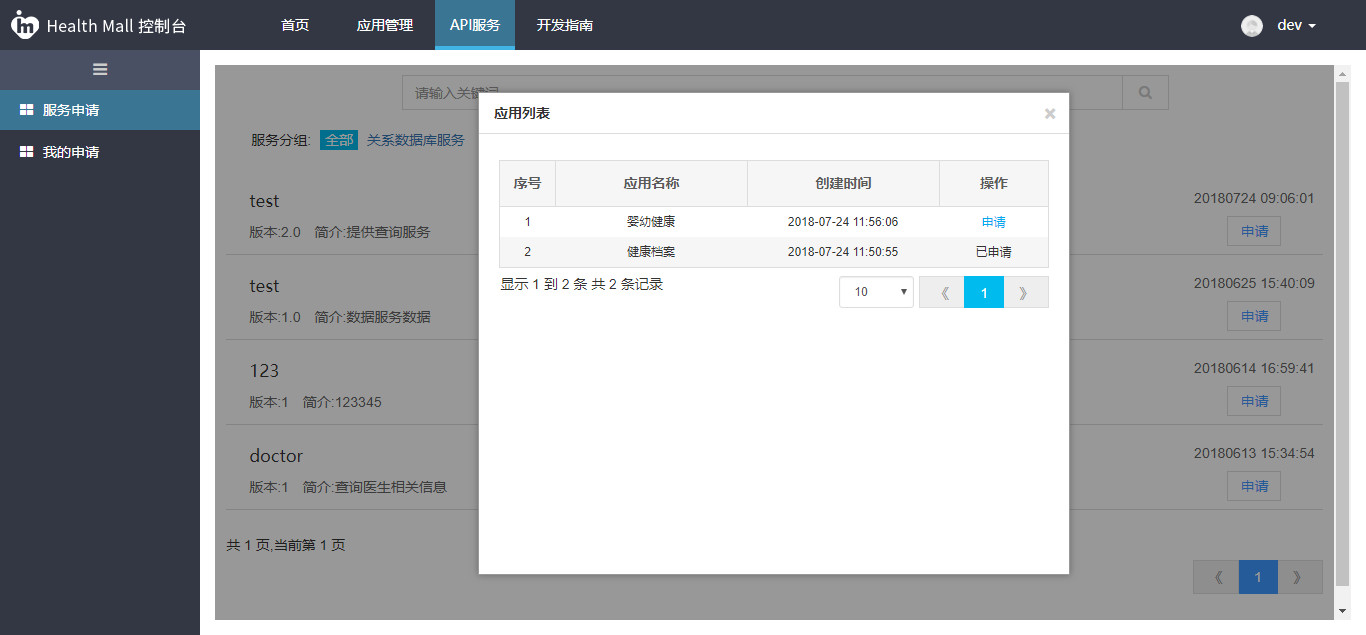 Health Mall 控制台 首页 应用管理 API服务 开发指南 dev
服务申请
我的申请
请输入关键词
服务分组: 全部 关系数据库服务
test
20180724 09:06:01
版本:2.0 简介:提供查询服务
申请
test
20180625 15:40:09
版本:1.0 简介:数据服务数据
申请
123
20180614 16:59:41
版本:1 简介:123345
申请
doctor
20180613 15:34:54
版本:1 简介:查询医生相关信息
申请
共 1 页,当前第 1 页
《 1 》
应用列表 ×
序号 应用名称 创建时间 操作
1 婴幼健康 2018-07-24 11:56:06 申请
2 健康档案 2018-07-24 11:50:55 已申请
显示 1 到 2 条 共 2 条记录
10 《 1 》